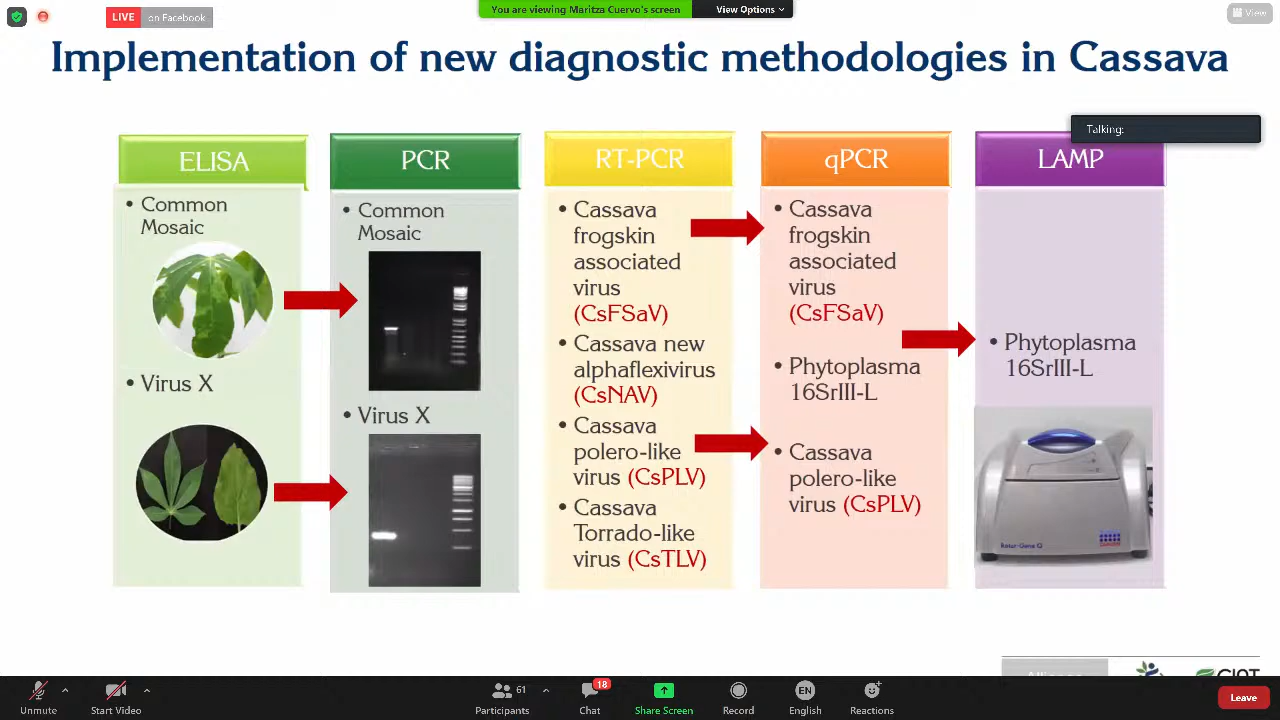 LIVE on Facebook
You are viewing Maritza Cuervo's screen
View Options
View
Implementation of new diagnostic methodologies in Cassava
Talking:
ELISA
• Common
Mosaic
• Virus X
PCR
• Common
Mosaic
• Virus X
RT-PCR
• Cassava
frogskin
associated
virus
(CsFSaV)
• Cassava new
alphaflexivirus
(CsNAV)
• Cassava
polero-like
virus (CsPLV)
• Cassava
Torrado-like
virus (CsTLV)
qPCR
• Cassava
frogskin
associated
virus
(CsFSaV)
• Phytoplasma
16SrIII-L
• Cassava
polero-like
virus (CsPLV)
LAMP
• Phytoplasma
16SrIII-L
Rotor-Gene Q
Alliance
CIAT
Unmute
Start Video
61
Participants
18
Chat
Share Screen
Record
EN
English
Reactions
Leave